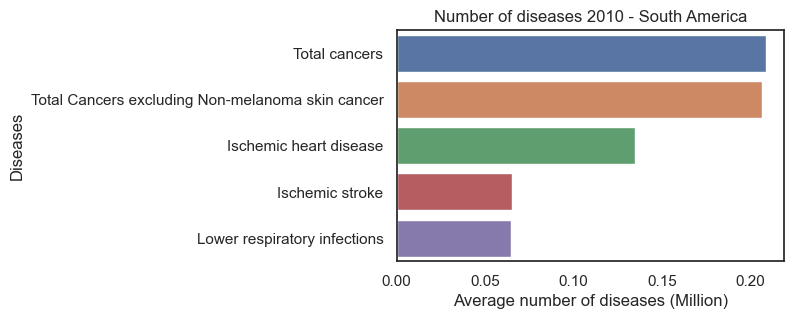 Number of diseases 2010 - South America
Diseases
Total cancers
Total Cancers excluding Non-melanoma skin cancer
Ischemic heart disease
Ischemic stroke
Lower respiratory infections
0.00 0.05 0.10 0.15 0.20
Average number of diseases (Million)